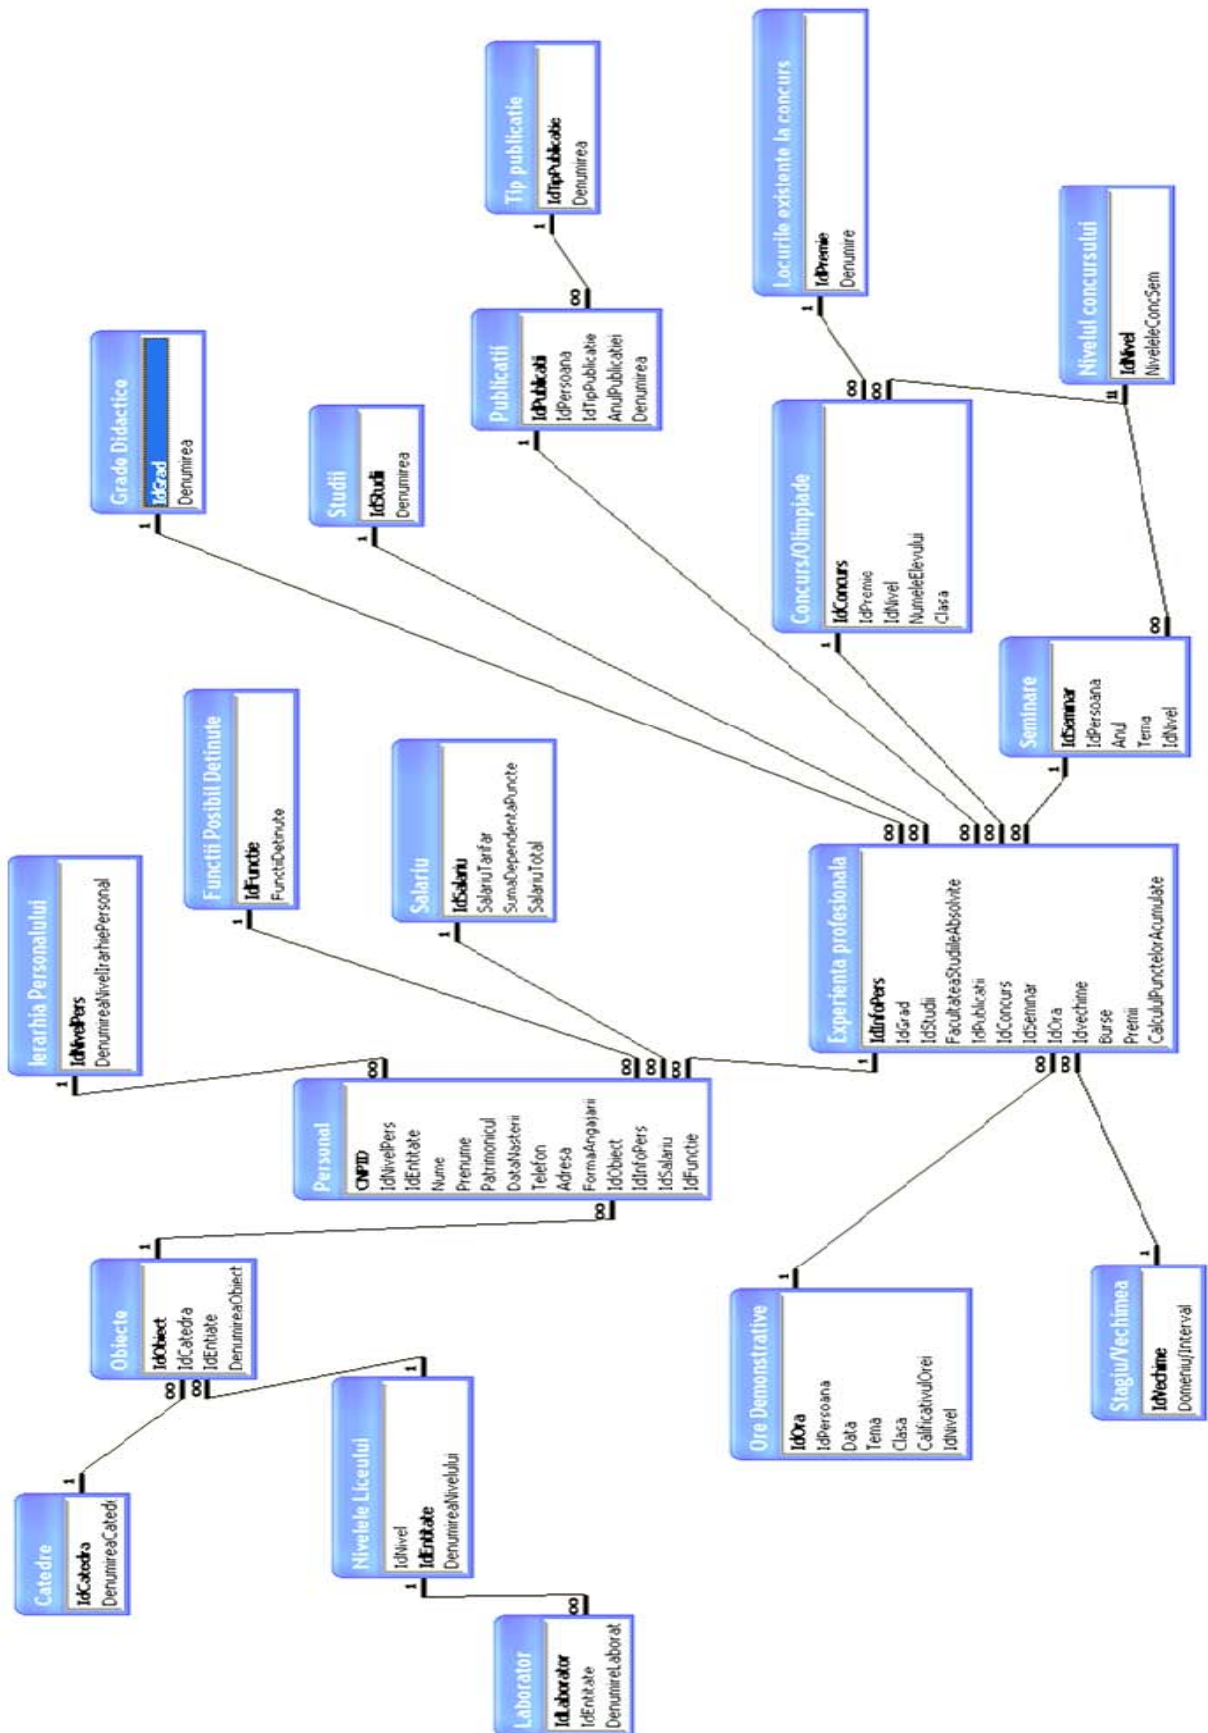 Catedre
IdCatedra
DenumireaCatedr
Obiecte
IdObiect
IdCatedra
IdEntiate
DenumireaObiect
Nivelele Liceului
IdNivel
IdEntitate
DenumireaNivelului
Laborator
IdLaborator
IdEntitate
DenumireLaborat
Ierarhia Personalului
IdNivelPers
DenumireaNivelIrarhiePersonal
Functii Posibil Detinute
IdFunctie
FunctiiDetinute
Salariu
IdSalariu
SalariuTarifar
SumaDependentaPuncte
SalariuTotal
Personal
CNPID
IdNivelPers
IdEntitate
Nume
Prenume
Patrimonicul
DataNasterii
Telefon
Adresa
FormaAngajarii
IdObiect
IdInfoPers
IdSalariu
IdFunctie
Grade Didactice
IdGrad
Denumirea
Studii
IdStudii
Denumirea
Publicatii
IdPublicatii
IdPersoana
IdTipPublicatie
AnulPublicatiei
Denumirea
Tip publicatie
IdTipPublicatie
Denumirea
Locurile existente la concurs
IdPremie
Denumire
Concurs/Olimpiade
IdConcurs
IdPremie
IdNivel
NumeleElevului
Clasa
Nivelul concursului
IdNivel
NiveleleConcSem
Seminare
IdSeminar
IdPersoana
Anul
Tema
IdNivel
Experienta profesionala
IdInfoPers
IdGrad
IdStudii
FacultateaStudiileAbsolvite
IdPublicatii
IdConcurs
IdSeminar
IdOra
Idvechime
Burse
Premii
CalcululPunctelorAcumulate
Ore Demonstrative
IdOra
IdPersoana
Data
Tema
Clasa
CalificativulOrei
IdNivel
Stagiu/Vechimea
IdVechime
Domeniu/Interval